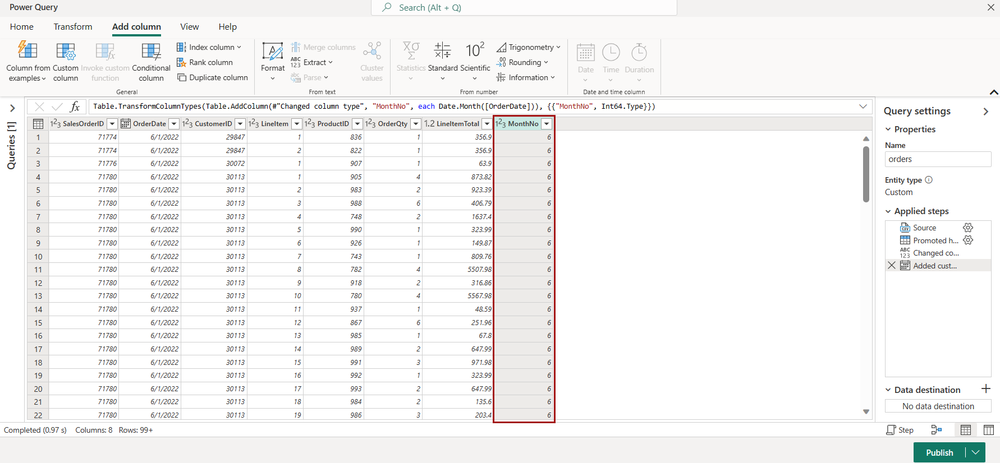 Power Query
Search (Alt + Q)
Home Transform Add column View Help
Column from examples
Custom column
Invoke custom function
Conditional column
Index column
Rank column
Duplicate column
General
Format
Merge columns
ABC 123 Extract
abc Parse
Cluster values
From text
Statistics
Standard
10² Scientific
Trigonometry
.00 Rounding
Information
From number
Date
Time
Duration
Date and time column
fx Table.TransformColumnTypes(Table.AddColumn(#"Changed column type", "MonthNo", each Date.Month([OrderDate])), {{"MonthNo", Int64.Type}})
Queries [1]
1²3 SalesOrderID OrderDate 1²3 CustomerID 1²3 LineItem 1²3 ProductID 1²3 OrderQty 1.2 LineItemTotal 1²3 MonthNo
1 71774 6/1/2022 29847 1 836 1 356.9 6
2 71774 6/1/2022 29847 2 822 1 356.9 6
3 71776 6/1/2022 30072 1 907 1 63.9 6
4 71780 6/1/2022 30113 1 905 4 873.82 6
5 71780 6/1/2022 30113 2 983 2 923.39 6
6 71780 6/1/2022 30113 3 988 6 406.79 6
7 71780 6/1/2022 30113 4 748 2 1637.4 6
8 71780 6/1/2022 30113 5 990 1 323.99 6
9 71780 6/1/2022 30113 6 926 1 149.87 6
10 71780 6/1/2022 30113 7 743 1 809.76 6
11 71780 6/1/2022 30113 8 782 4 5507.98 6
12 71780 6/1/2022 30113 9 918 2 316.86 6
13 71780 6/1/2022 30113 10 780 4 5567.98 6
14 71780 6/1/2022 30113 11 937 1 48.59 6
15 71780 6/1/2022 30113 12 867 6 251.96 6
16 71780 6/1/2022 30113 13 985 1 67.8 6
17 71780 6/1/2022 30113 14 989 2 647.99 6
18 71780 6/1/2022 30113 15 991 3 971.98 6
19 71780 6/1/2022 30113 16 992 1 323.99 6
20 71780 6/1/2022 30113 17 993 2 647.99 6
21 71780 6/1/2022 30113 18 984 2 135.6 6
22 71780 6/1/2022 30113 19 986 3 203.4 6
Query settings
Properties
Name
orders
Entity type
Custom
Applied steps
CSV Source
Promoted h...
ABC 123 Changed co...
Added cust...
Data destination
No data destination
Completed (0.97 s) Columns: 8 Rows: 99+
Step
Publish